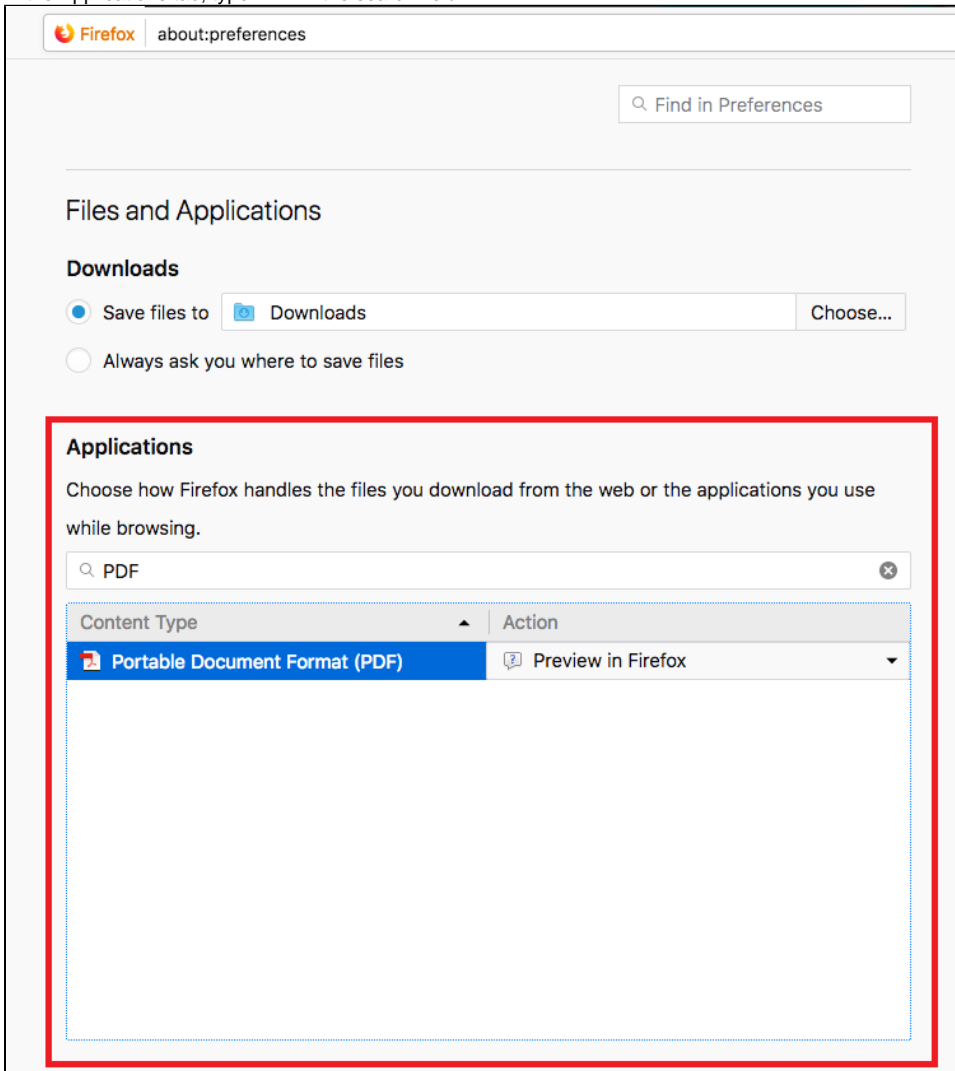 Firefox about:preferences
Find in Preferences
Files and Applications
Downloads
Save files to Downloads Choose...
Always ask you where to save files
Applications
Choose how Firefox handles the files you download from the web or the applications you use
while browsing.
PDF
Content Type Action
Portable Document Format (PDF) Preview in Firefox